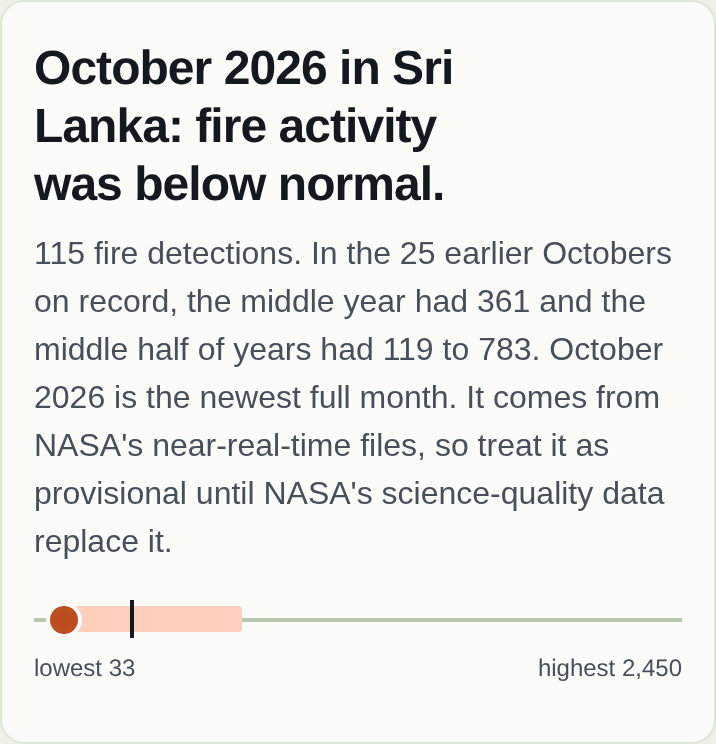 October 2026 in Sri
Lanka: fire activity
was below normal.
115 fire detections. In the 25 earlier Octobers
on record, the middle year had 361 and the
middle half of years had 119 to 783. October
2026 is the newest full month. It comes from
NASA's near-real-time files, so treat it as
provisional until NASA's science-quality data
replace it.
lowest 33
highest 2,450